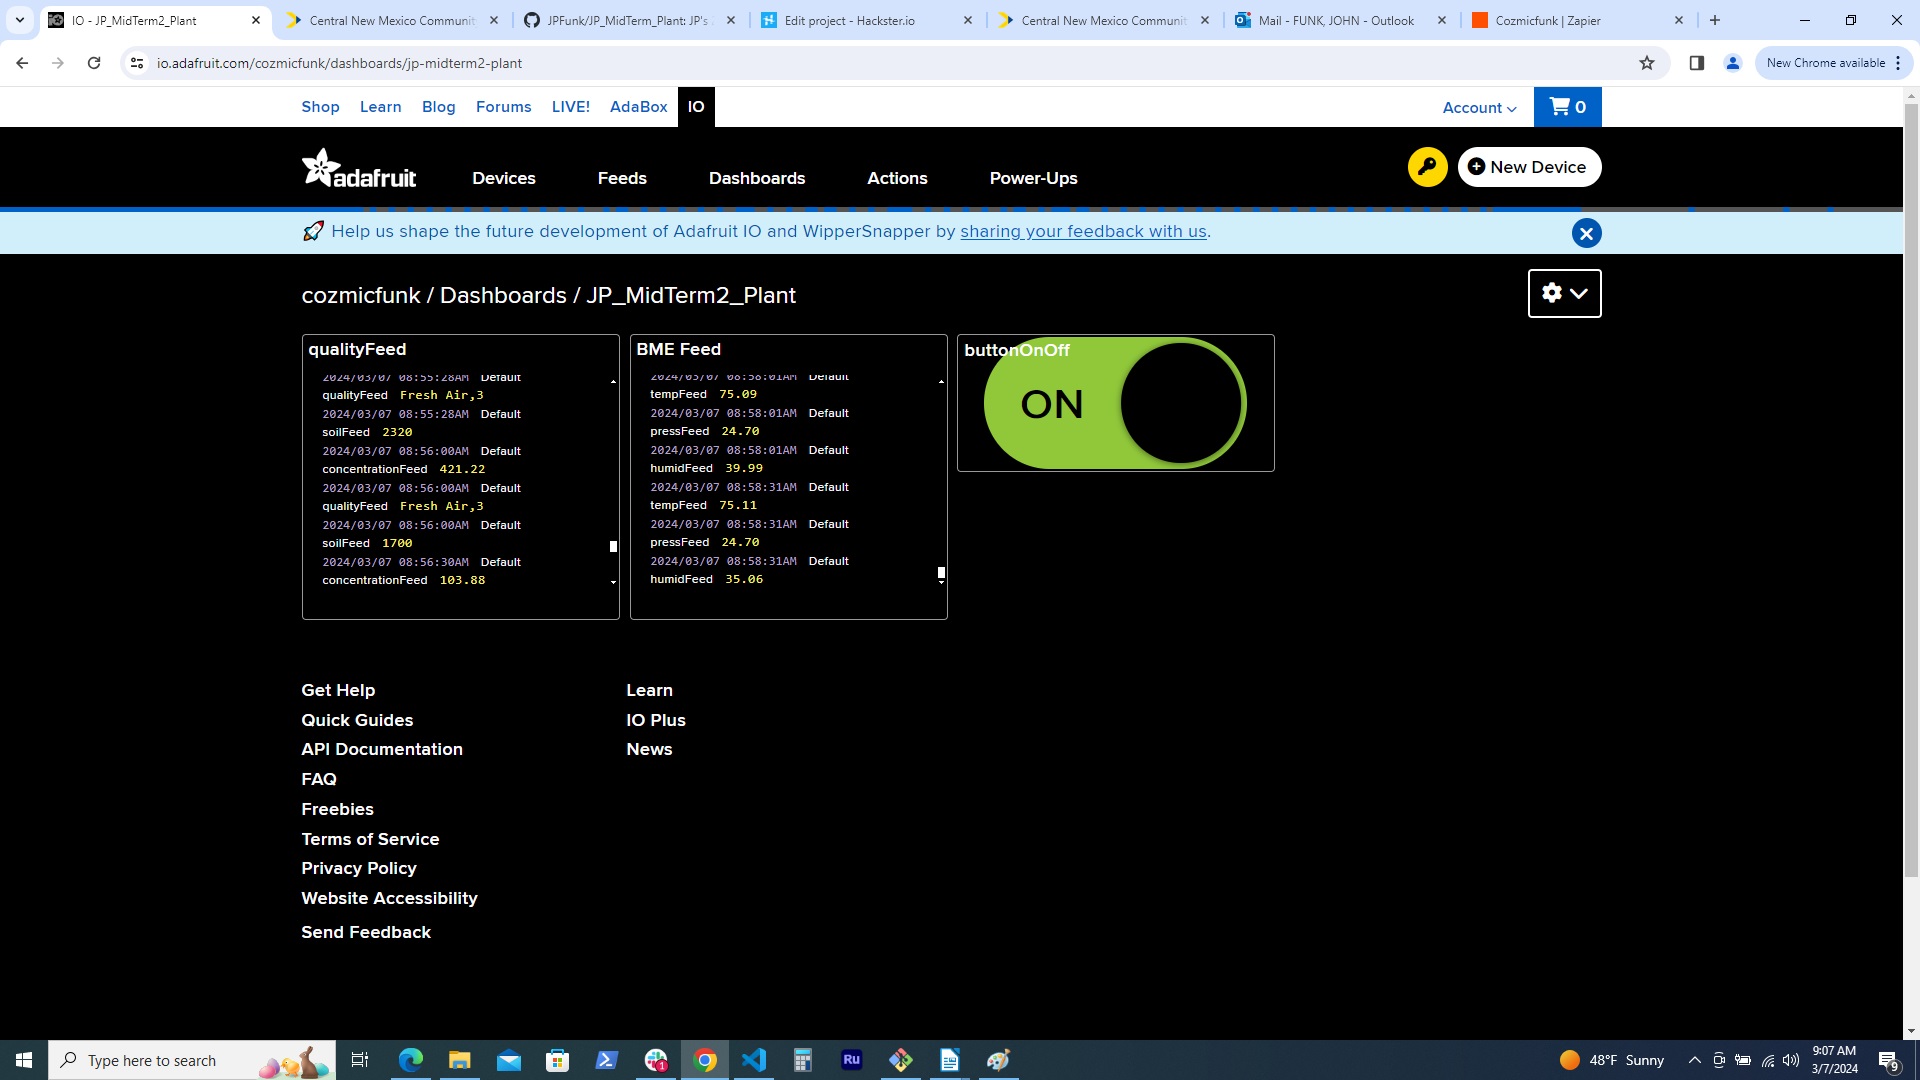 IO - JP_MidTerm2_Plant
Central New Mexico Communit
JPFunk/JP_MidTerm_Plant: JP's
Edit project - Hackster.io
Central New Mexico Communit
Mail - FUNK, JOHN - Outlook
Cozmicfunk | Zapier
io.adafruit.com/cozmicfunk/dashboards/jp-midterm2-plant
New Chrome available
Shop Learn Blog Forums LIVE! AdaBox IO
Account
0
adafruit
Devices Feeds Dashboards Actions Power-Ups
New Device
Help us shape the future development of Adafruit IO and WipperSnapper by sharing your feedback with us.
cozmicfunk / Dashboards / JP_MidTerm2_Plant
qualityFeed
2024/03/07 08:55:28AM Default
qualityFeed Fresh Air,3
2024/03/07 08:55:28AM Default
soilFeed 2320
2024/03/07 08:56:00AM Default
concentrationFeed 421.22
2024/03/07 08:56:00AM Default
qualityFeed Fresh Air,3
2024/03/07 08:56:00AM Default
soilFeed 1700
2024/03/07 08:56:30AM Default
concentrationFeed 103.88
BME Feed
2024/03/07 08:58:01AM Default
tempFeed 75.09
2024/03/07 08:58:01AM Default
pressFeed 24.70
2024/03/07 08:58:01AM Default
humidFeed 39.99
2024/03/07 08:58:31AM Default
tempFeed 75.11
2024/03/07 08:58:31AM Default
pressFeed 24.70
2024/03/07 08:58:31AM Default
humidFeed 35.06
buttonOnOff
ON
Get Help
Quick Guides
API Documentation
FAQ
Freebies
Terms of Service
Privacy Policy
Website Accessibility
Send Feedback
Learn
IO Plus
News
Type here to search
1
Ru
48°F Sunny
9:07 AM
3/7/2024
9